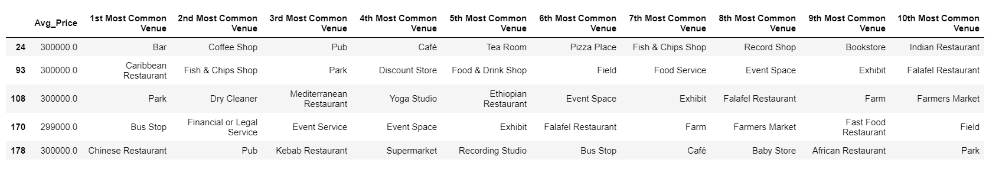 Avg_Price 1st Most Common Venue 2nd Most Common Venue 3rd Most Common Venue 4th Most Common Venue 5th Most Common Venue 6th Most Common Venue 7th Most Common Venue 8th Most Common Venue 9th Most Common Venue 10th Most Common Venue
24 300000.0 Bar Coffee Shop Pub Café Tea Room Pizza Place Fish & Chips Shop Record Shop Bookstore Indian Restaurant
93 300000.0 Caribbean Restaurant Fish & Chips Shop Park Discount Store Food & Drink Shop Field Food Service Event Space Exhibit Falafel Restaurant
108 300000.0 Park Dry Cleaner Mediterranean Restaurant Yoga Studio Ethiopian Restaurant Event Space Exhibit Falafel Restaurant Farm Farmers Market
170 299000.0 Bus Stop Financial or Legal Service Event Service Event Space Exhibit Falafel Restaurant Farm Farmers Market Fast Food Restaurant Field
178 300000.0 Chinese Restaurant Pub Kebab Restaurant Supermarket Recording Studio Bus Stop Café Baby Store African Restaurant Park